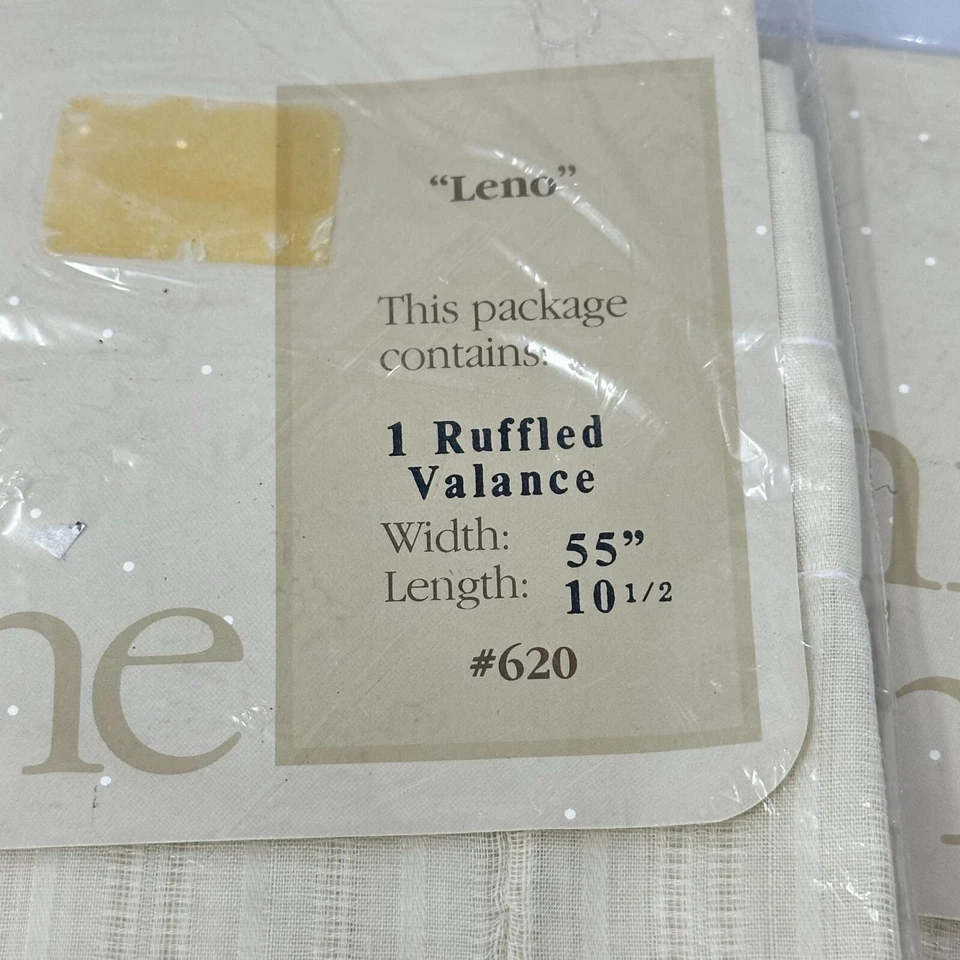 “Leno”
This package
contains:
1 Ruffled
Valance
Width: 55”
Length: 10 1/2
#620
ne